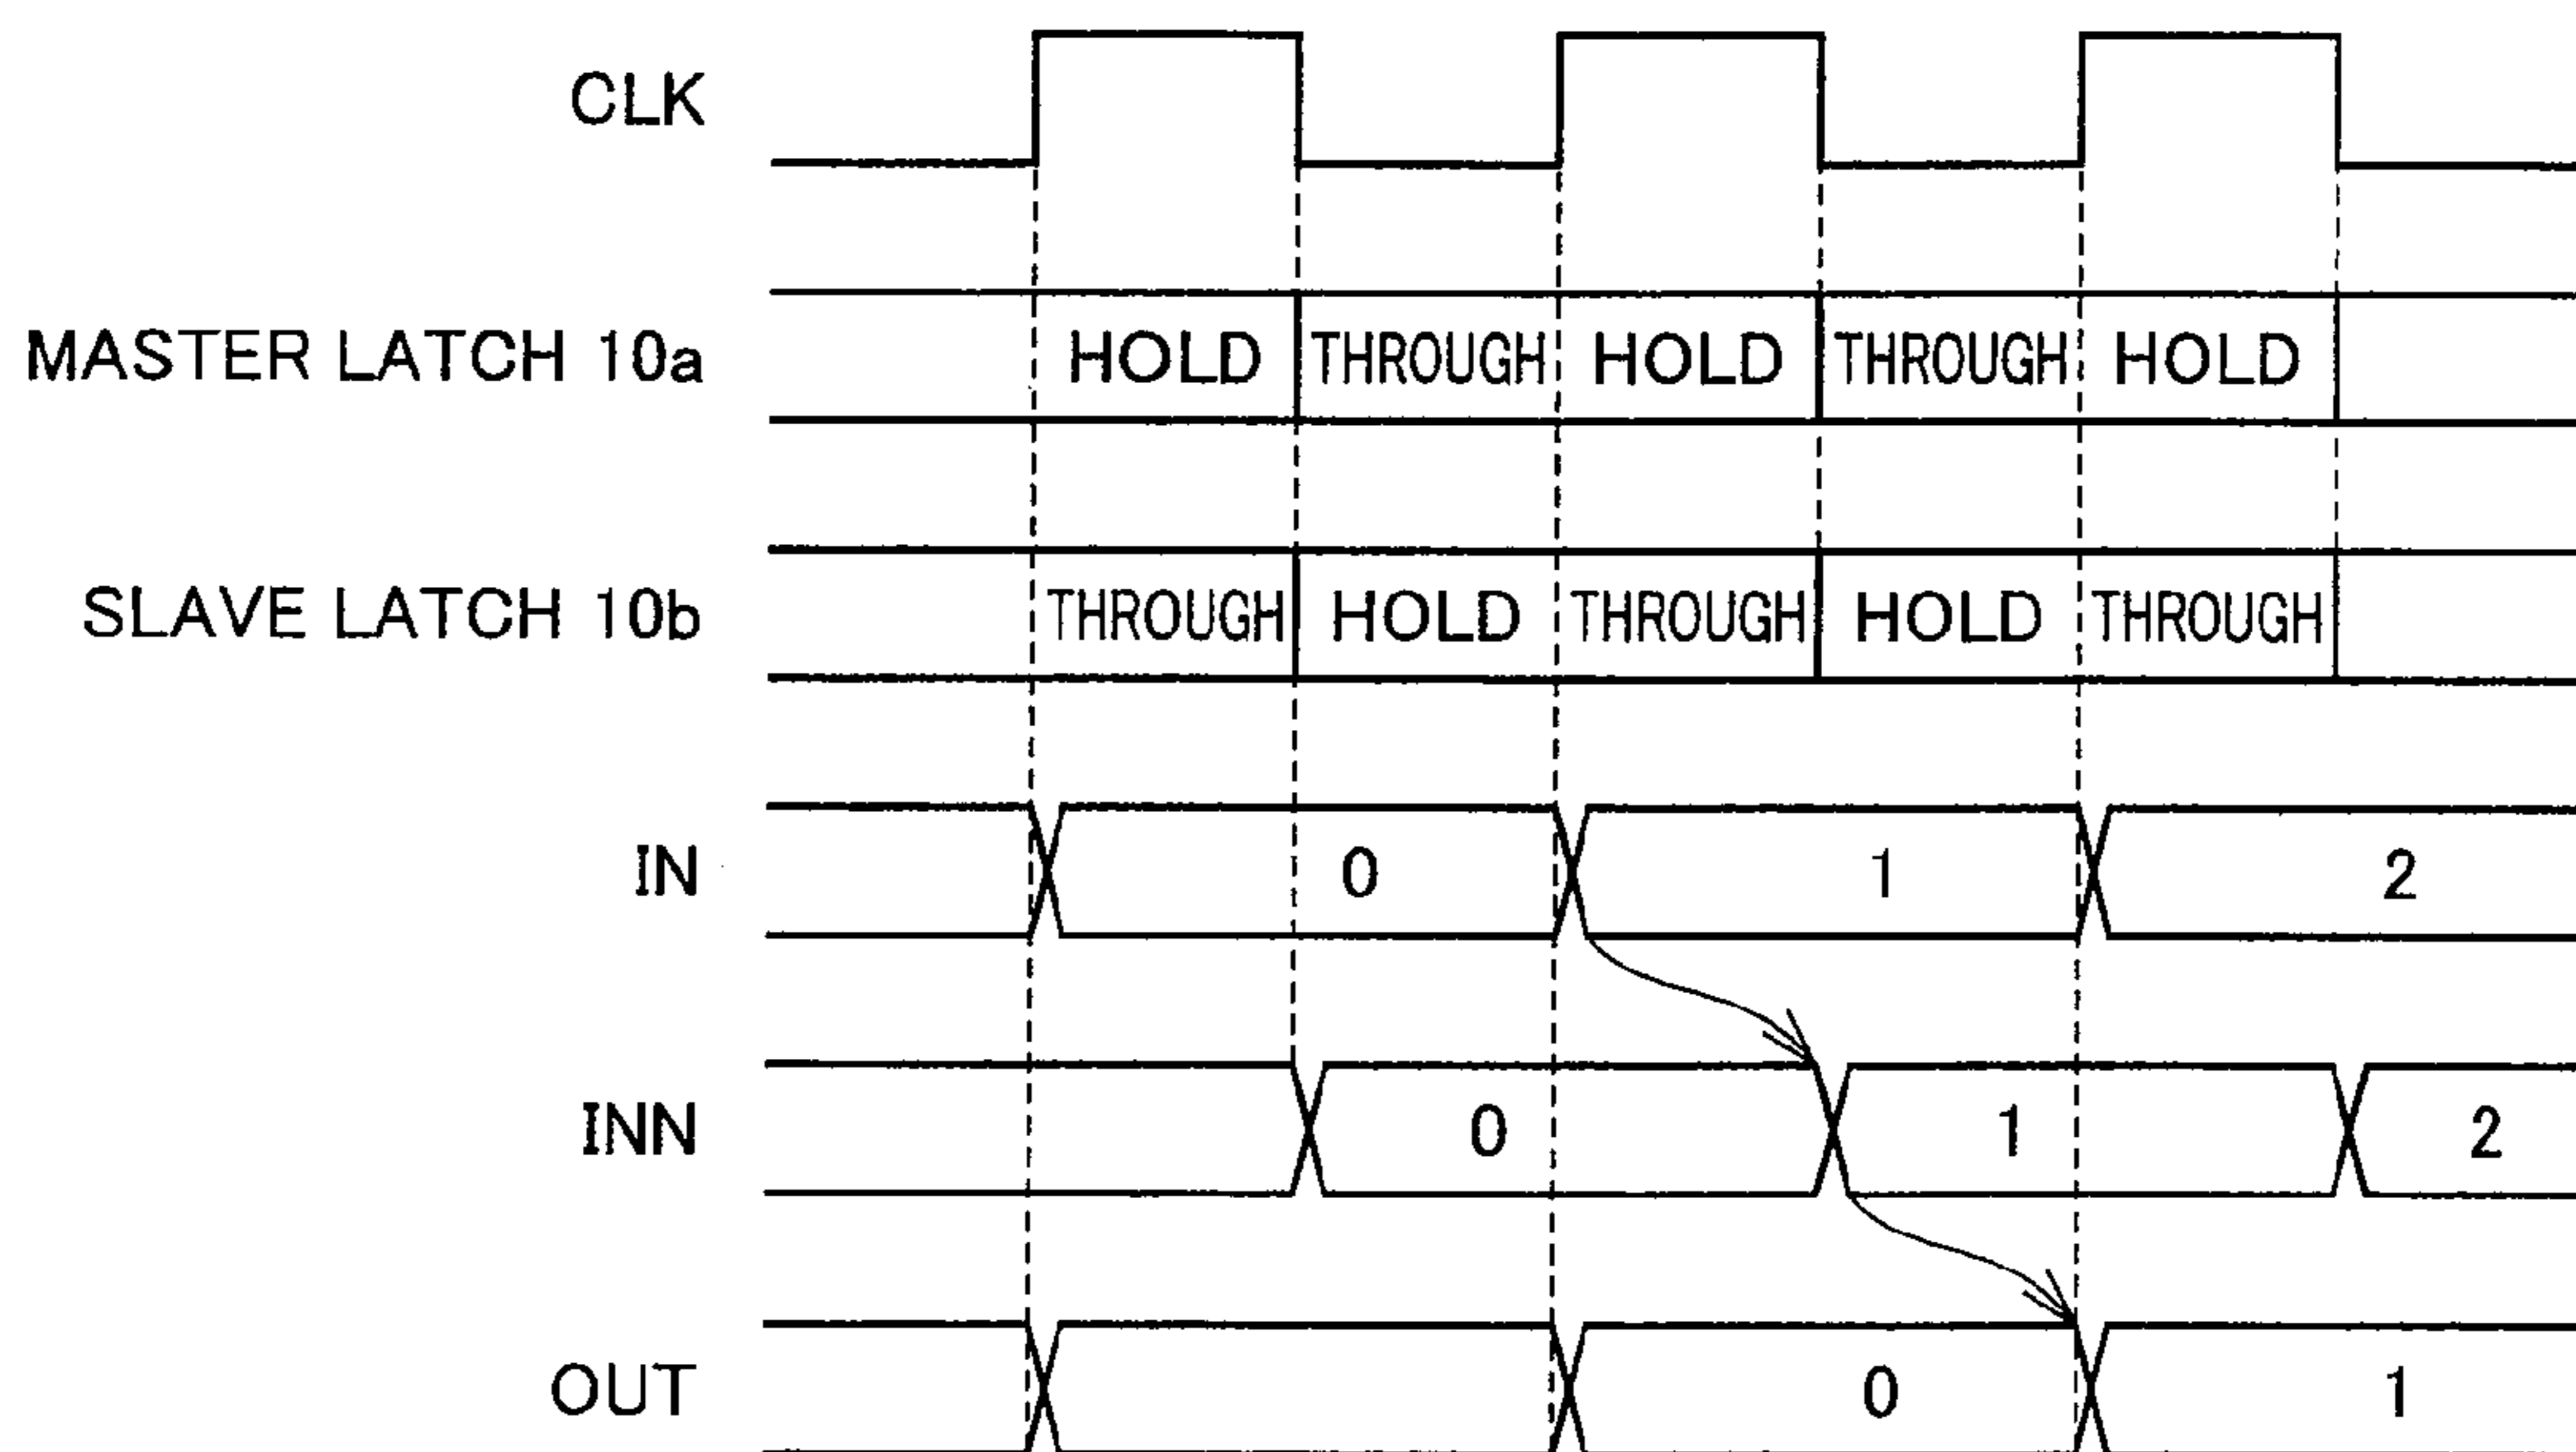 CLK
MASTER LATCH 10a HOLD THROUGH HOLD THROUGH HOLD
SLAVE LATCH 10b THROUGH HOLD THROUGH HOLD THROUGH
IN 0 1 2
INN 0 1 2
OUT 0 1